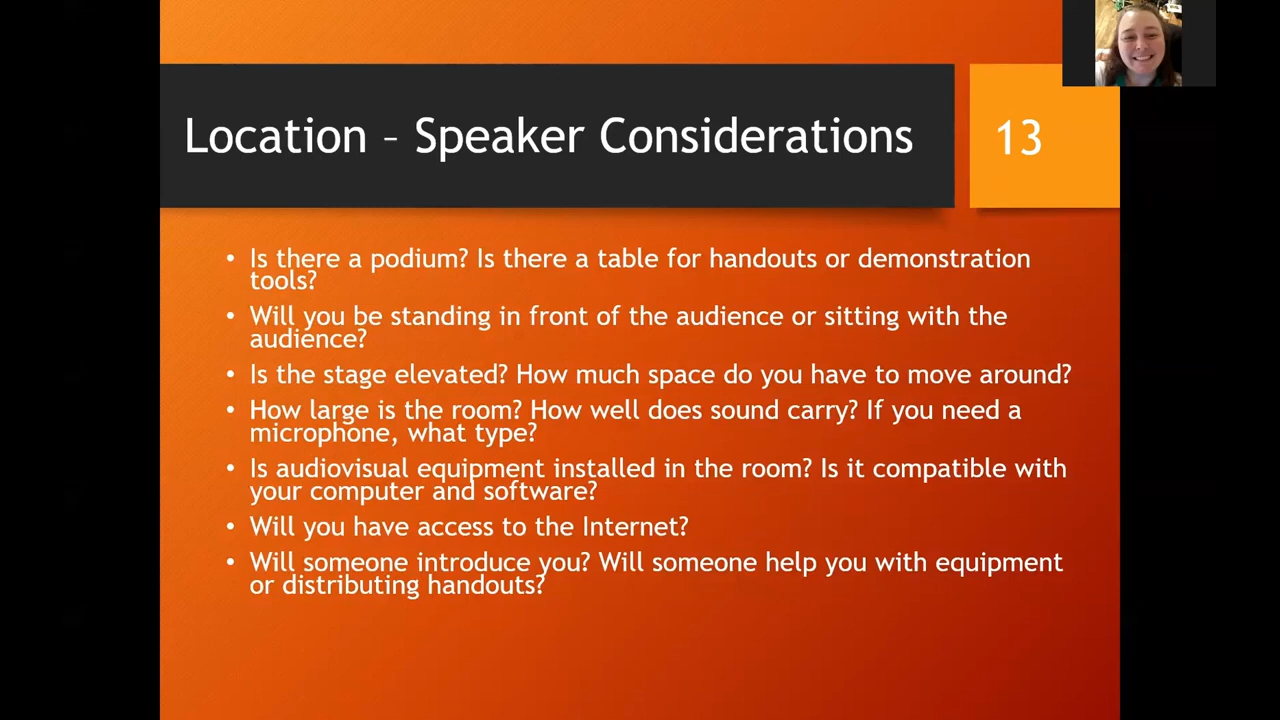 Location – Speaker Considerations
13
• Is there a podium? Is there a table for handouts or demonstration
tools?
• Will you be standing in front of the audience or sitting with the
audience?
• Is the stage elevated? How much space do you have to move around?
• How large is the room? How well does sound carry? If you need a
microphone, what type?
• Is audiovisual equipment installed in the room? Is it compatible with
your computer and software?
• Will you have access to the Internet?
• Will someone introduce you? Will someone help you with equipment
or distributing handouts?